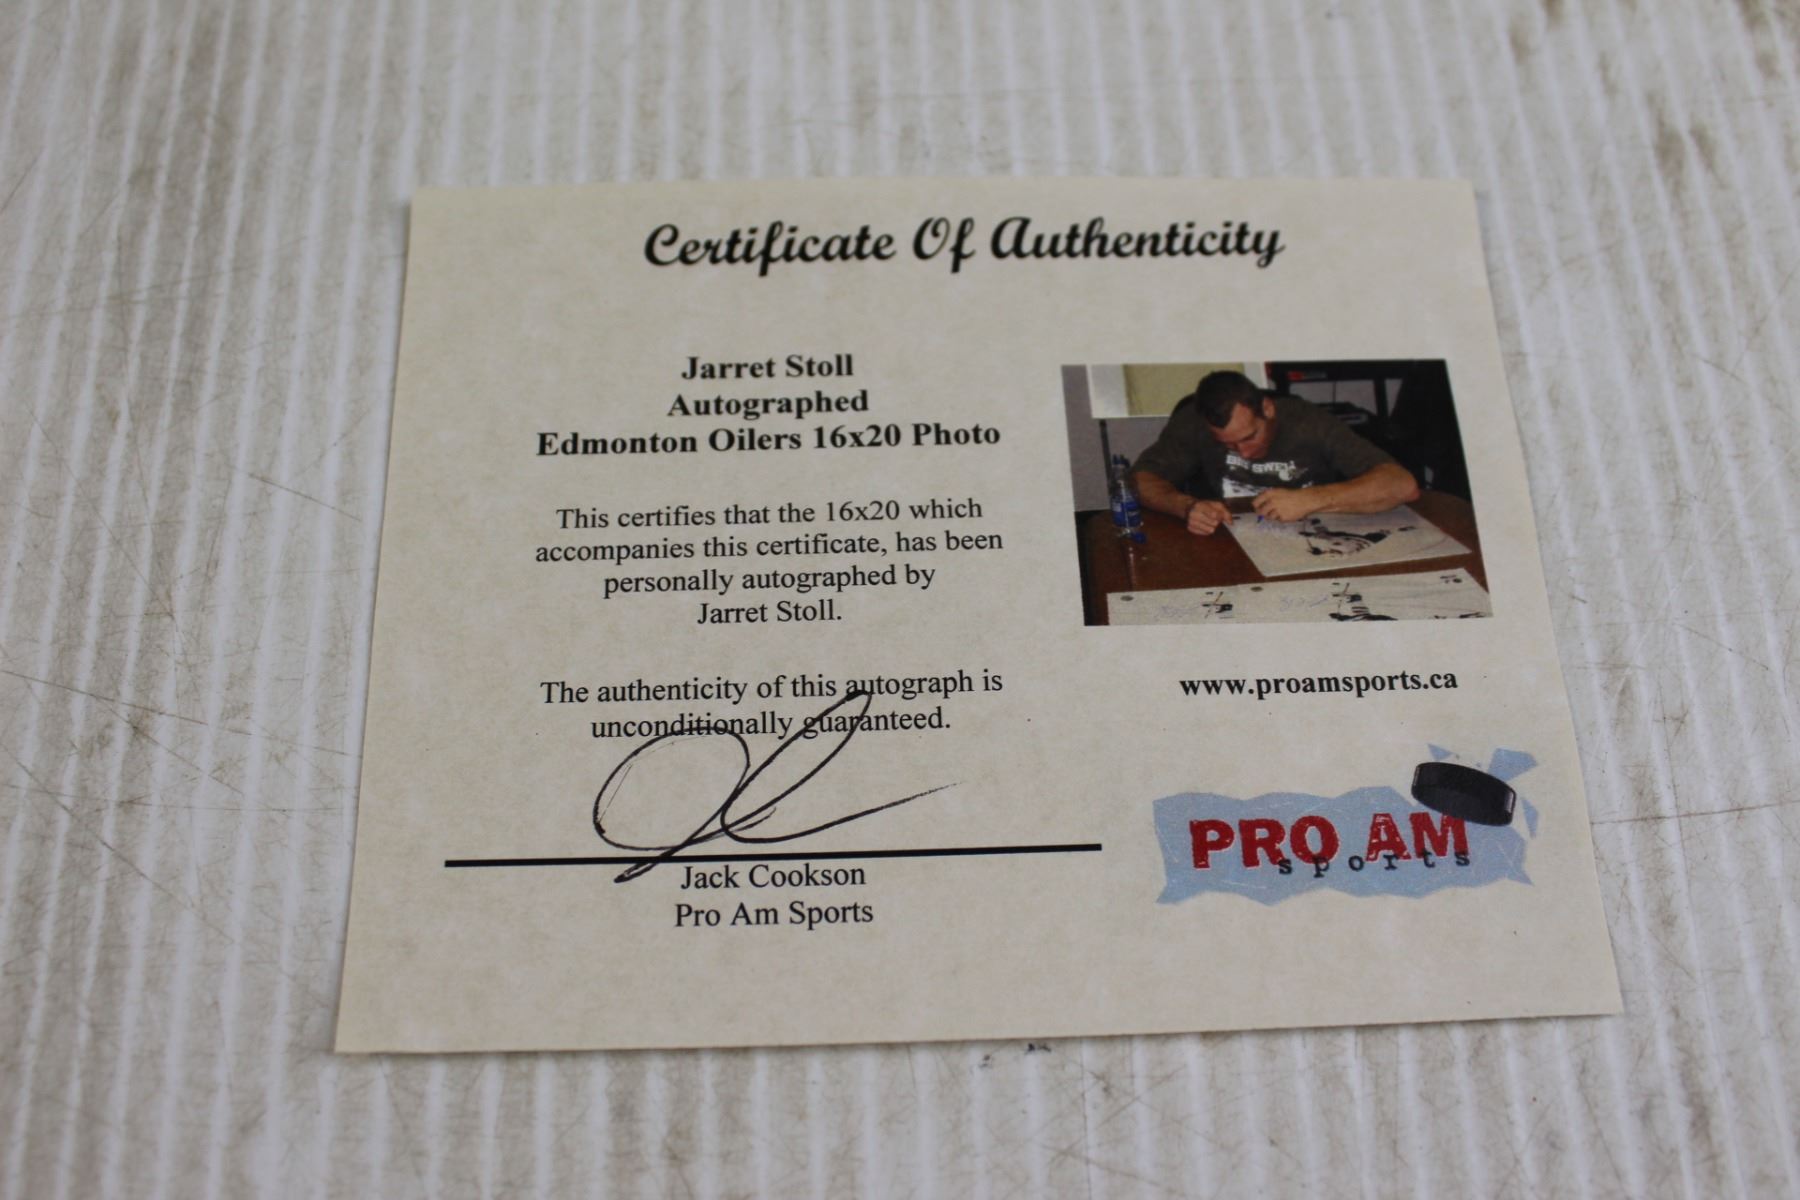 Certificate Of Authenticity
Jarret Stoll
Autographed
Edmonton Oilers 16x20 Photo
This certifies that the 16x20 which
accompanies this certificate, has been
personally autographed by
Jarret Stoll.
The authenticity of this autograph is
unconditionally guaranteed.
Jack Cookson
Pro Am Sports
www.proamsports.ca
PRO AM
sports